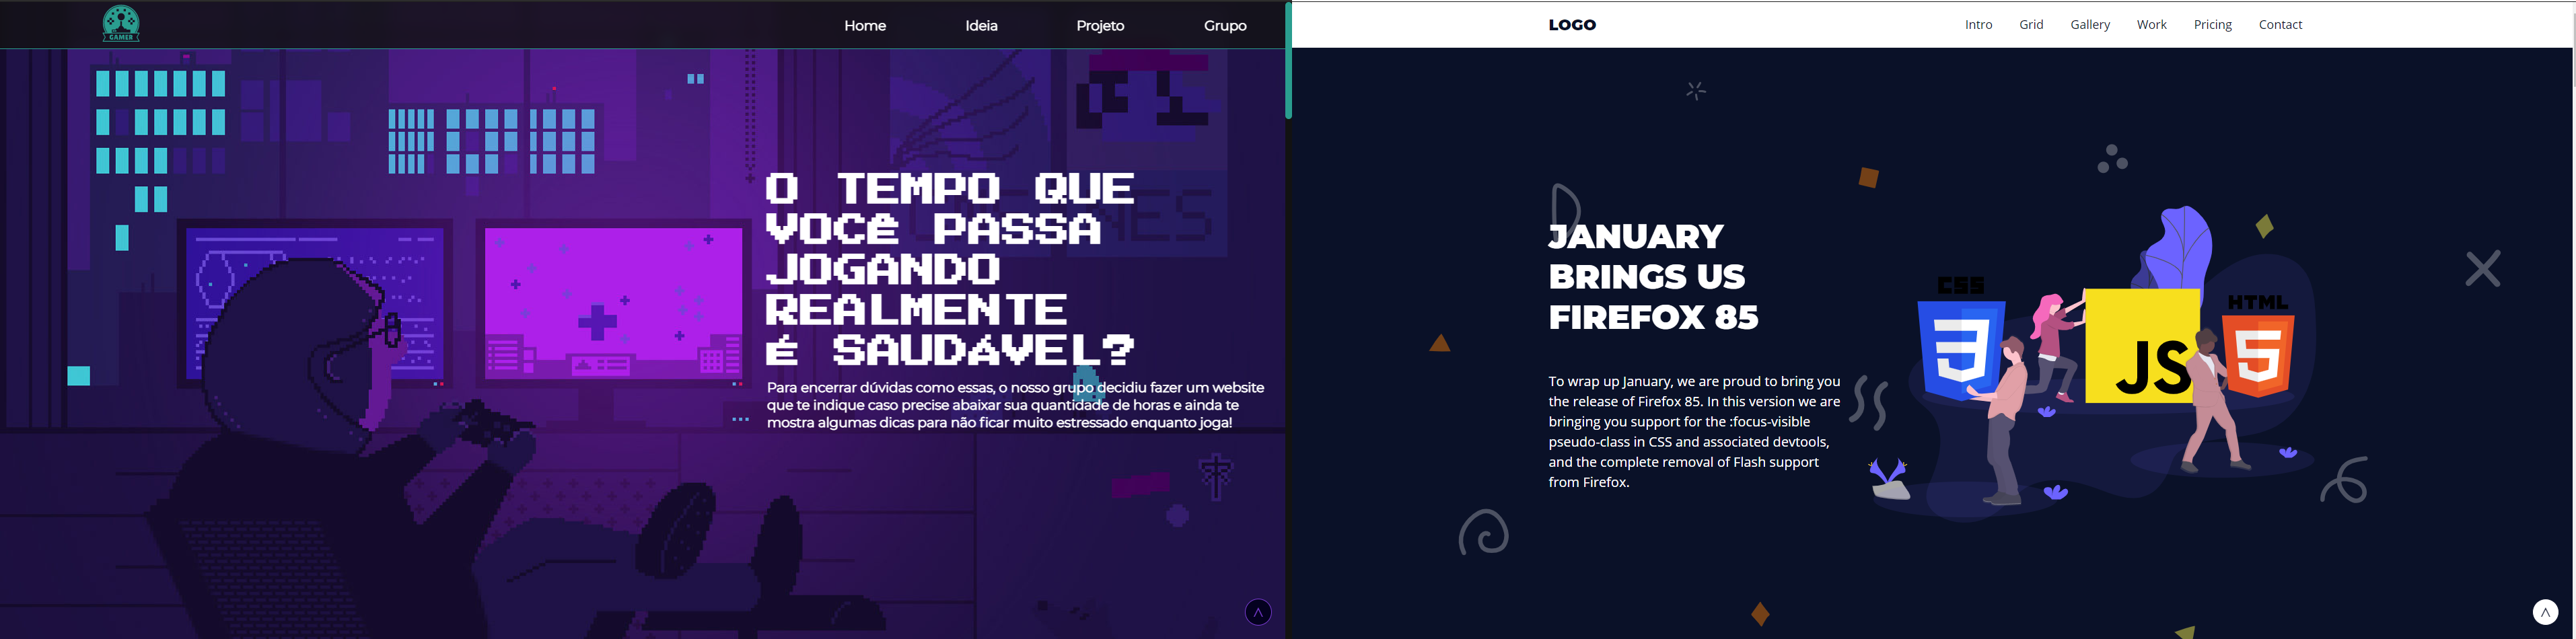 GAMER
Home
Ideia
Projeto
Grupo
O TEMPO QUE
VOCÊ PASSA
JOGANDO
REALMENTE
É SAUDÁVEL?
Para encerrar dúvidas como essas, o nosso grupo decidiu fazer um website
que te indique caso precise abaixar sua quantidade de horas e ainda te
mostra algumas dicas para não ficar muito estressado enquanto joga!
LOGO
Intro
Grid
Gallery
Work
Pricing
Contact
JANUARY
BRINGS US
FIREFOX 85
To wrap up January, we are proud to bring you
the release of Firefox 85. In this version we are
bringing you support for the :focus-visible
pseudo-class in CSS and associated devtools,
and the complete removal of Flash support
from Firefox.
CSS
3
JS
HTML
5